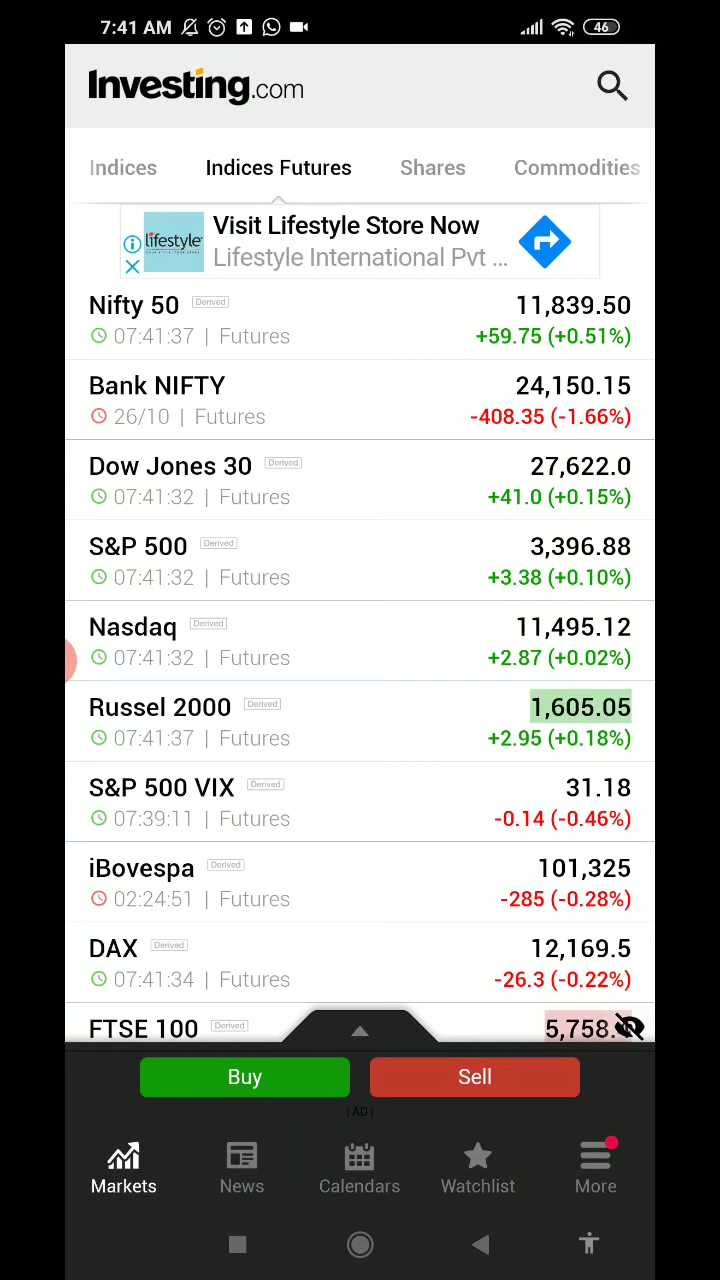 7:41 AM 46
Investing.com
Indices Indices Futures Shares Commodities
lifestyle Visit Lifestyle Store Now
Lifestyle International Pvt ...
Nifty 50 Derived 11,839.50
07:41:37 | Futures +59.75 (+0.51%)
Bank NIFTY 24,150.15
26/10 | Futures -408.35 (-1.66%)
Dow Jones 30 Derived 27,622.0
07:41:32 | Futures +41.0 (+0.15%)
S&P 500 Derived 3,396.88
07:41:32 | Futures +3.38 (+0.10%)
Nasdaq Derived 11,495.12
07:41:32 | Futures +2.87 (+0.02%)
Russel 2000 Derived 1,605.05
07:41:37 | Futures +2.95 (+0.18%)
S&P 500 VIX Derived 31.18
07:39:11 | Futures -0.14 (-0.46%)
iBovespa Derived 101,325
02:24:51 | Futures -285 (-0.28%)
DAX Derived 12,169.5
07:41:34 | Futures -26.3 (-0.22%)
FTSE 100 Derived 5,758.
Buy Sell
| AD |
Markets News Calendars Watchlist More